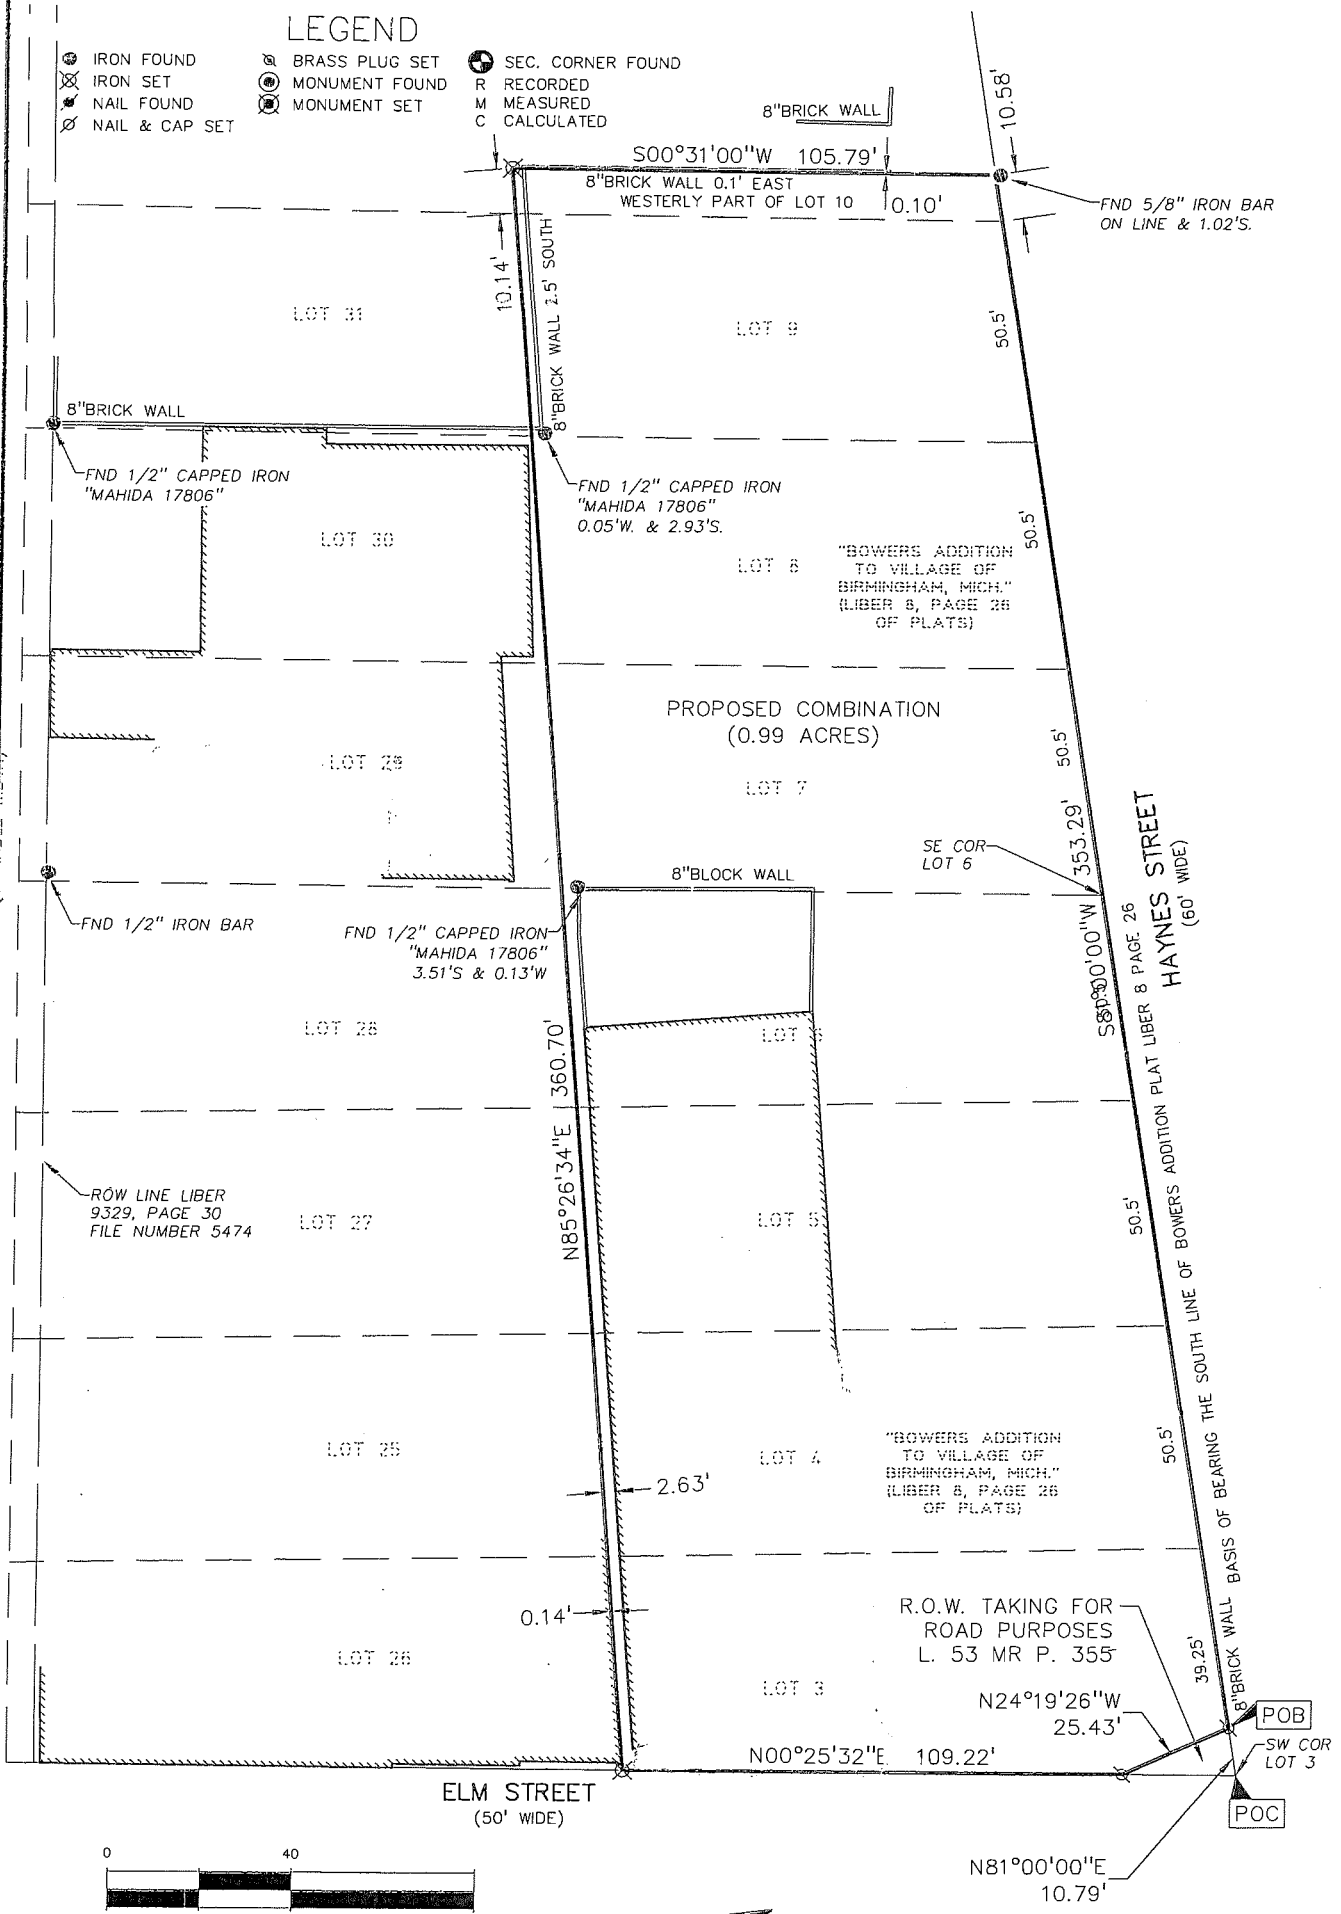 LEGEND
IRON FOUND
IRON SET
NAIL FOUND
NAIL & CAP SET
BRASS PLUG SET
MONUMENT FOUND
MONUMENT SET
SEC. CORNER FOUND
R RECORDED
M MEASURED
C CALCULATED
8"BRICK WALL
10.58'
S00°31'00"W 105.79'
8"BRICK WALL 0.1' EAST
WESTERLY PART OF LOT 10
0.10'
FND 5/8" IRON BAR
ON LINE & 1.02'S.
10.14'
8"BRICK WALL 2.5' SOUTH
LOT 31
LOT 9
50.5'
8"BRICK WALL
FND 1/2" CAPPED IRON
"MAHIDA 17806"
FND 1/2" CAPPED IRON
"MAHIDA 17806"
0.05'W. & 2.93'S.
LOT 30
LOT 8
50.5'
"BOWERS ADDITION
TO VILLAGE OF
BIRMINGHAM, MICH."
(LIBER 8, PAGE 26
OF PLATS)
PROPOSED COMBINATION
(0.99 ACRES)
LOT 29
LOT 7
50.5'
353.29'
SE COR
LOT 6
HAYNES STREET
(60' WIDE)
8"BLOCK WALL
FND 1/2" IRON BAR
FND 1/2" CAPPED IRON
"MAHIDA 17806"
3.51'S & 0.13'W
LOT 28
LOT 6
N85°26'34"E 360.70'
ROW LINE LIBER
9329, PAGE 30
FILE NUMBER 5474
LOT 27
LOT 5
50.5'
8"BRICK WALL BASIS OF BEARING THE SOUTH LINE OF BOWERS ADDITION PLAT LIBER 8 PAGE 26
LOT 25
LOT 4
50.5'
"BOWERS ADDITION
TO VILLAGE OF
BIRMINGHAM, MICH."
(LIBER 8, PAGE 26
OF PLATS)
2.63'
0.14'
R.O.W. TAKING FOR
ROAD PURPOSES
L. 53 MR P. 355
39.25'
LOT 26
LOT 3
N24°19'26"W
25.43'
POB
N00°25'32"E 109.22'
SW COR
LOT 3
ELM STREET
(50' WIDE)
POC
N81°00'00"E
10.79'
0 40